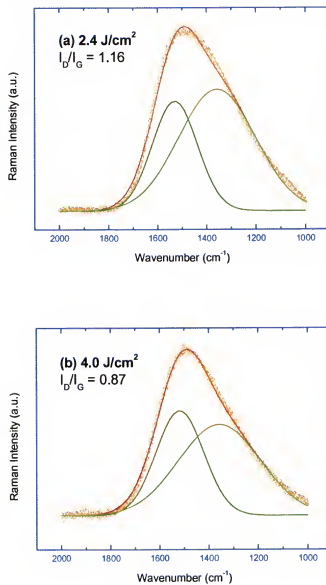 (a) 2.4 J/cm²
I_D/I_G = 1.16
Raman Intensity (a.u.)
2000 1800 1600 1400 1200 1000
Wavenumber (cm⁻¹)
(b) 4.0 J/cm²
I_D/I_G = 0.87
Raman Intensity (a.u.)
2000 1800 1600 1400 1200 1000
Wavenumber (cm⁻¹)